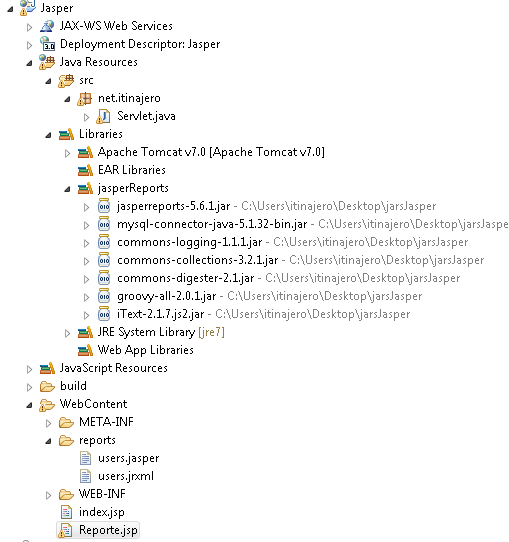 Jasper
JAX-WS Web Services
3.0 Deployment Descriptor: Jasper
Java Resources
src
net.itinajero
Servlet.java
Libraries
Apache Tomcat v7.0 [Apache Tomcat v7.0]
EAR Libraries
jasperReports
jasperreports-5.6.1.jar - C:\Users\itinajero\Desktop\jarsJasper
mysql-connector-java-5.1.32-bin.jar - C:\Users\itinajero\Desktop\jarsJaspe
commons-logging-1.1.1.jar - C:\Users\itinajero\Desktop\jarsJasper
commons-collections-3.2.1.jar - C:\Users\itinajero\Desktop\jarsJasper
commons-digester-2.1.jar - C:\Users\itinajero\Desktop\jarsJasper
groovy-all-2.0.1.jar - C:\Users\itinajero\Desktop\jarsJasper
iText-2.1.7.js2.jar - C:\Users\itinajero\Desktop\jarsJasper
JRE System Library [jre7]
Web App Libraries
JavaScript Resources
build
WebContent
META-INF
reports
users.jasper
users.jrxml
WEB-INF
index.jsp
Reporte.jsp